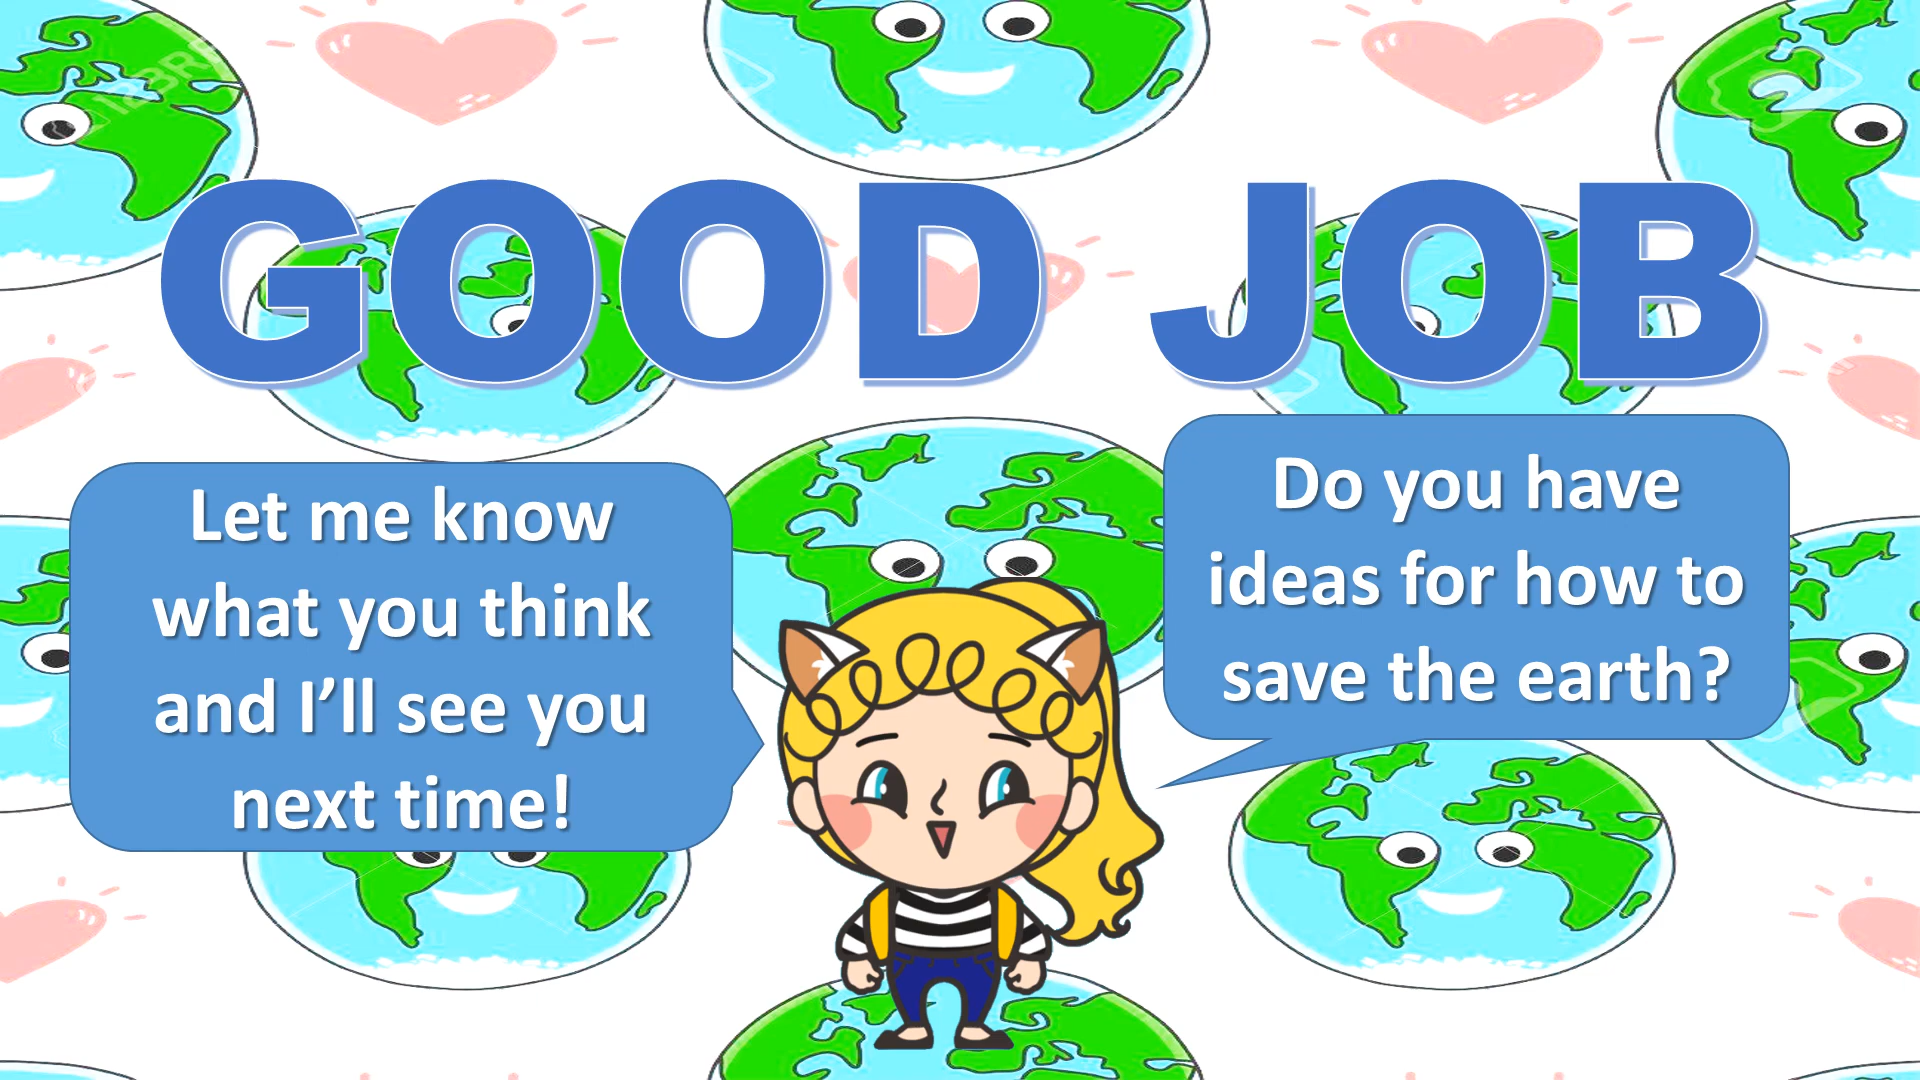 GOOD JOB
Let me know
what you think
and I’ll see you
next time!
Do you have
ideas for how to
save the earth?